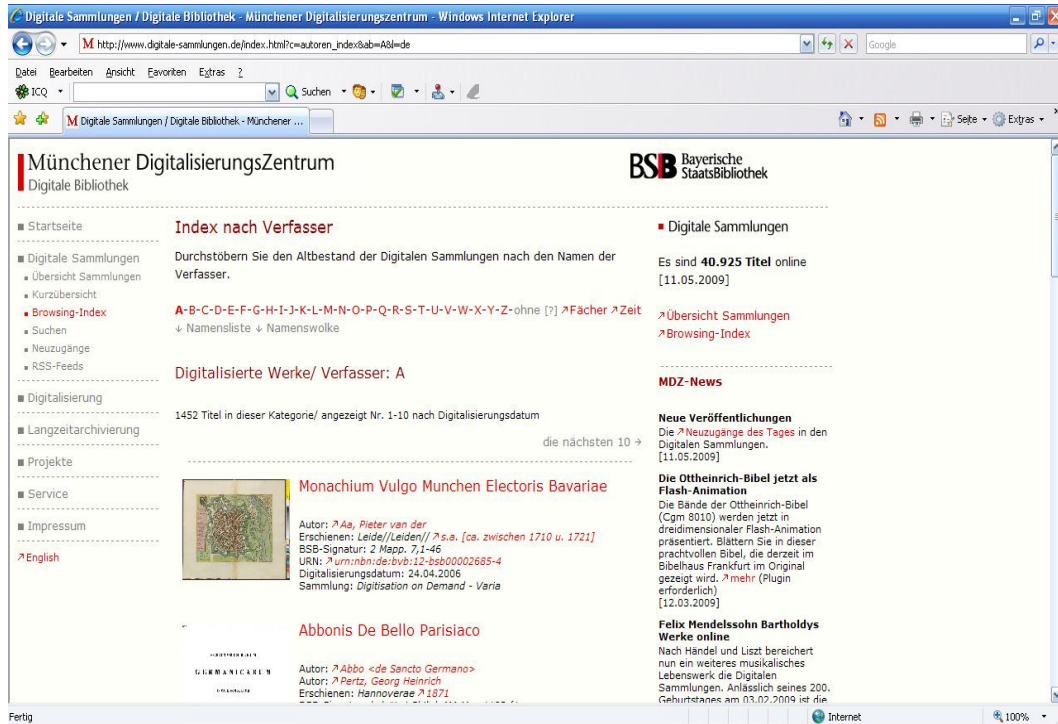 Digitale Sammlungen / Digitale Bibliothek - Münchener Digitalisierungszentrum - Windows Internet Explorer
M http://www.digitale-sammlungen.de/index.html?c=autoren_index&ab=A&l=de
Google
Datei Bearbeiten Ansicht Favoriten Extras ?
ICQ Suchen
M Digitale Sammlungen / Digitale Bibliothek - Münchener ...
Seite Extras
Münchener DigitalisierungsZentrum
Digitale Bibliothek
BSB Bayerische
StaatsBibliothek
Startseite
Digitale Sammlungen
Übersicht Sammlungen
Kurzübersicht
Browsing-Index
Suchen
Neuzugänge
RSS-Feeds
Digitalisierung
Langzeitarchivierung
Projekte
Service
Impressum
English
Index nach Verfasser
Durchstöbern Sie den Altbestand der Digitalen Sammlungen nach den Namen der
Verfasser.
A-B-C-D-E-F-G-H-I-J-K-L-M-N-O-P-Q-R-S-T-U-V-W-X-Y-Z-ohne [?] ↗Fächer ↗Zeit
↓ Namensliste ↓ Namenswolke
Digitalisierte Werke/ Verfasser: A
1452 Titel in dieser Kategorie/ angezeigt Nr. 1-10 nach Digitalisierungsdatum
die nächsten 10 →
Monachium Vulgo Munchen Electoris Bavariae
Autor: ↗Aa, Pieter van der
Erschienen: Leide//Leiden// ↗s.a. [ca. zwischen 1710 u. 1721]
BSB-Signatur: 2 Mapp. 7,1-46
URN: ↗urn:nbn:de:bvb:12-bsb00002685-4
Digitalisierungsdatum: 24.04.2006
Sammlung: Digitisation on Demand - Varia
GERMANICARUM
Abbonis De Bello Parisiaco
Autor: ↗Abbo <de Sancto Germano>
Autor: ↗Pertz, Georg Heinrich
Erschienen: Hannoverae ↗1871
Digitale Sammlungen
Es sind 40.925 Titel online
[11.05.2009]
↗Übersicht Sammlungen
↗Browsing-Index
MDZ-News
Neue Veröffentlichungen
Die ↗Neuzugänge des Tages in den
Digitalen Sammlungen.
[11.05.2009]
Die Ottheinrich-Bibel jetzt als
Flash-Animation
Die Bände der Ottheinrich-Bibel
(Cgm 8010) werden jetzt in
dreidimensionaler Flash-Animation
präsentiert. Blättern Sie in dieser
prachtvollen Bibel, die derzeit im
Bibelhaus Frankfurt im Original
gezeigt wird. ↗mehr (Plugin
erforderlich)
[12.03.2009]
Felix Mendelssohn Bartholdys
Werke online
Nach Händel und Liszt bereichert
nun ein weiteres musikalisches
Lebenswerk die Digitalen
Sammlungen. Anlässlich seines 200.
Geburtstages am 03.02.2009 ist die
Fertig
Internet
100%